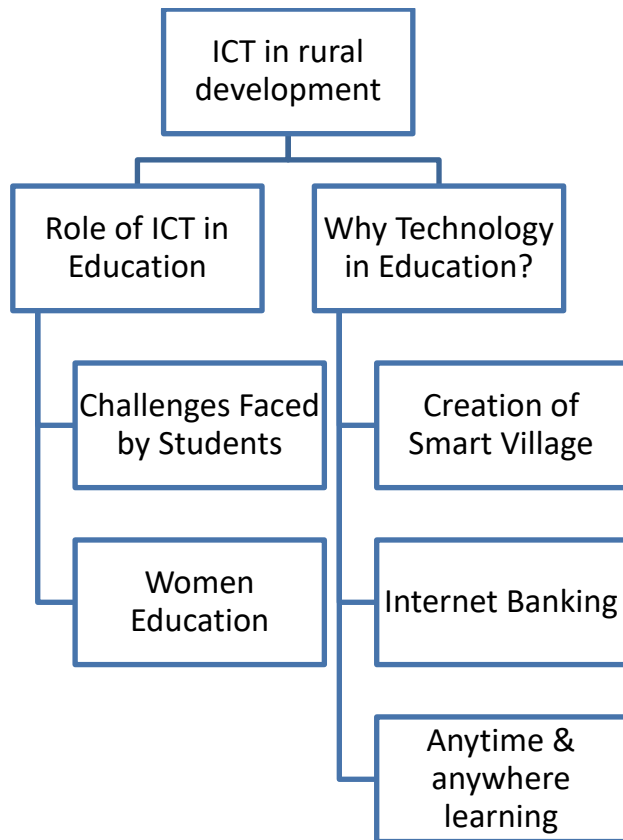 ICT in rural
development
Role of ICT in
Education
Why Technology
in Education?
Challenges Faced
by Students
Women
Education
Creation of
Smart Village
Internet Banking
Anytime &
anywhere
learning